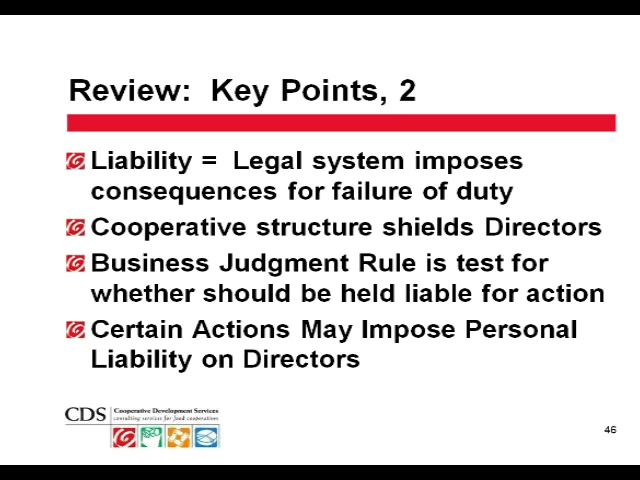 Review:  Key Points, 2
Liability =  Legal system imposes
consequences for failure of duty
Cooperative structure shields Directors
Business Judgment Rule is test for
whether should be held liable for action
Certain Actions May Impose Personal
Liability on Directors
CDS Cooperative Development Services
consulting services for food cooperatives
46